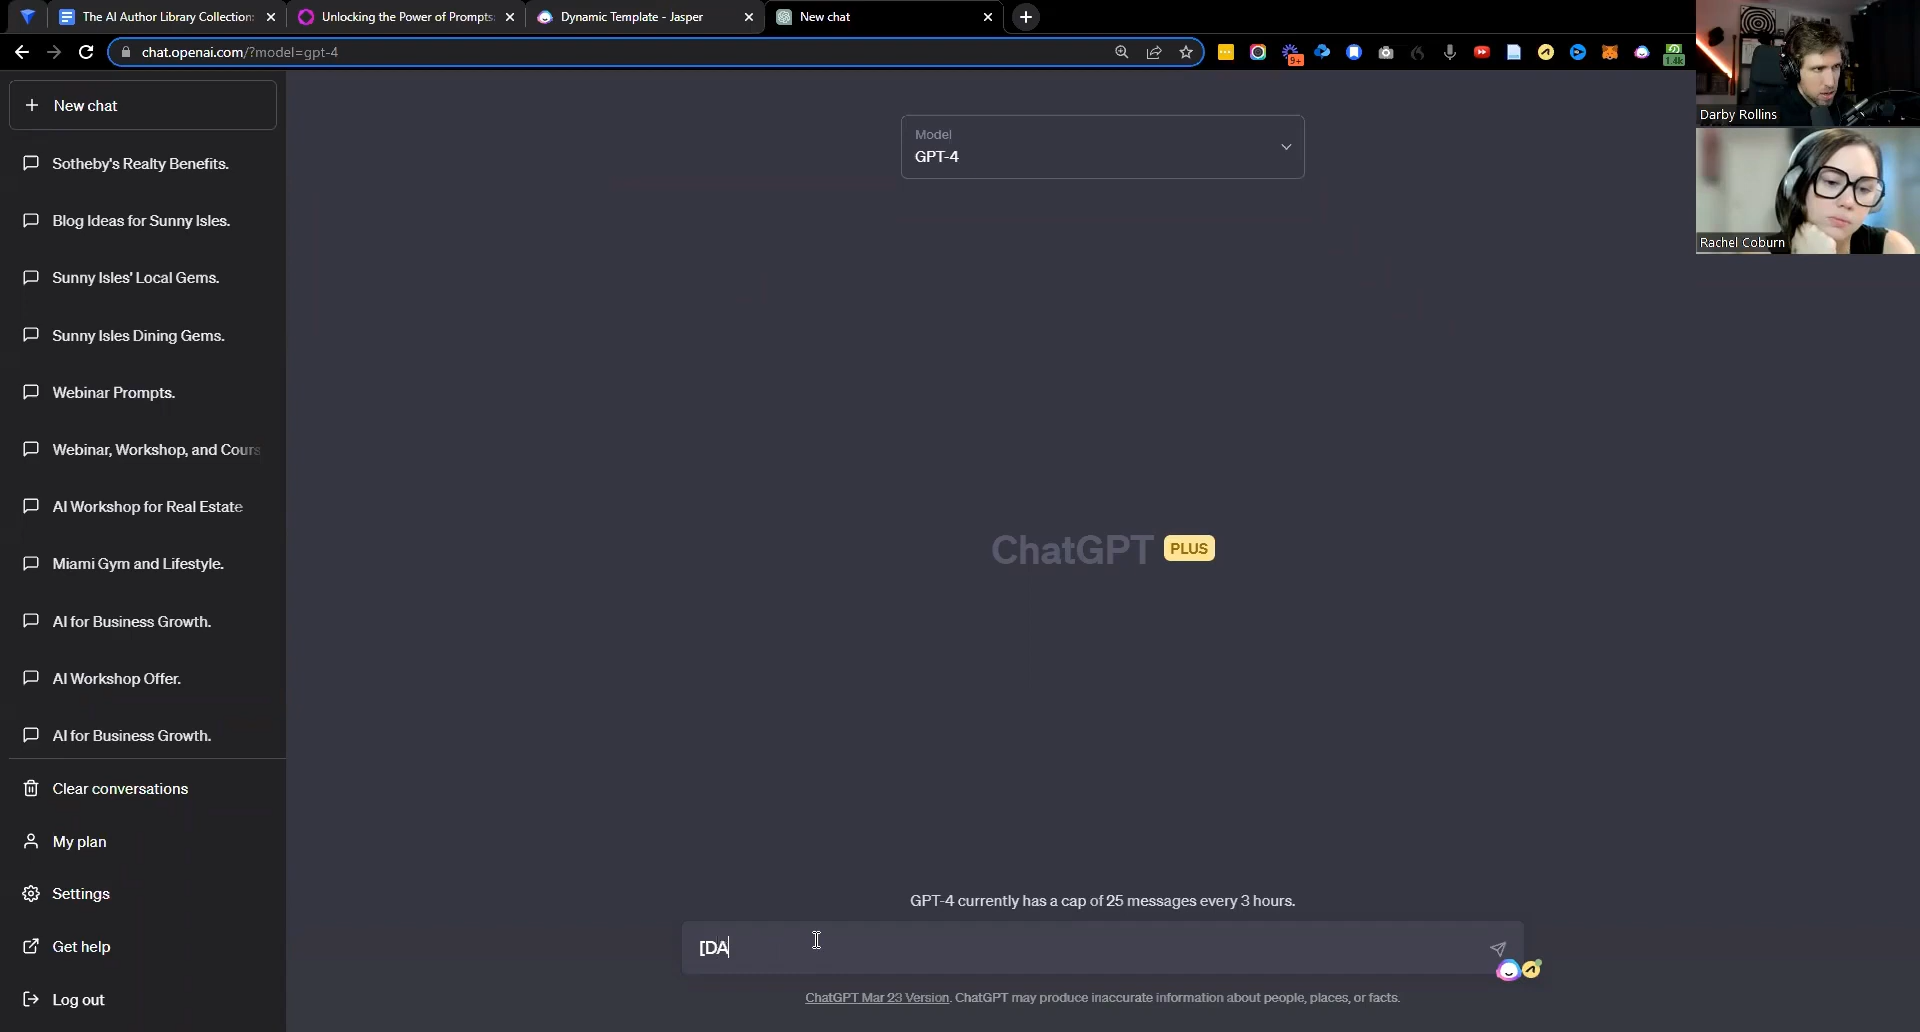 The AI Author Library Collection:
Unlocking the Power of Prompts:
Dynamic Template - Jasper
New chat
chat.openai.com/?model=gpt-4
9+
1.4k
Darby Rollins
Rachel Coburn
New chat
Sotheby's Realty Benefits.
Blog Ideas for Sunny Isles.
Sunny Isles' Local Gems.
Sunny Isles Dining Gems.
Webinar Prompts.
Webinar, Workshop, and Cours
AI Workshop for Real Estate
Miami Gym and Lifestyle.
AI for Business Growth.
AI Workshop Offer.
AI for Business Growth.
Clear conversations
My plan
Settings
Get help
Log out
Model
GPT-4
ChatGPT PLUS
GPT-4 currently has a cap of 25 messages every 3 hours.
[DA
ChatGPT Mar 23 Version. ChatGPT may produce inaccurate information about people, places, or facts.